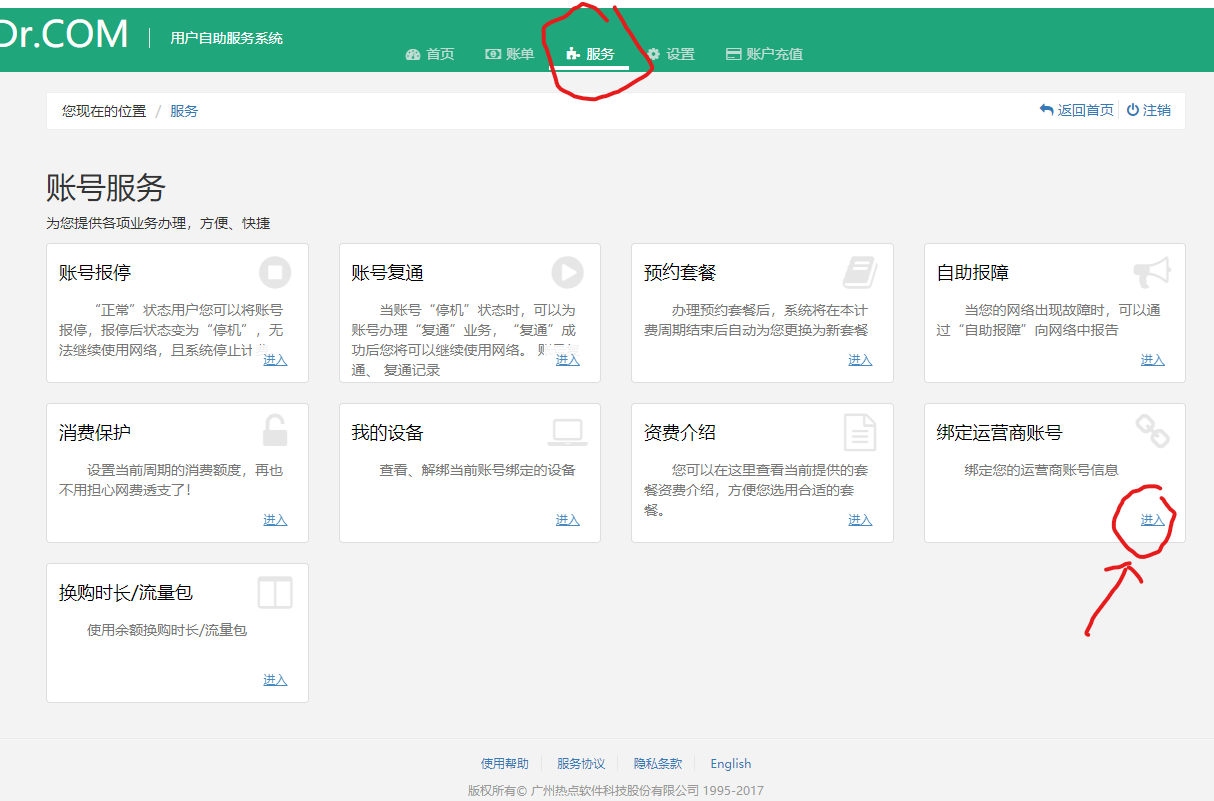 Dr.COM 用户自助服务系统
首页 账单 服务 设置 账户充值
您现在的位置 / 服务
返回首页 注销
账号服务
为您提供各项业务办理，方便、快捷
账号报停
“正常”状态用户您可以将账号
报停，报停后状态变为“停机”，无
法继续使用网络，且系统停止计
进入
账号复通
当账号“停机”状态时，可以为
账号办理“复通”业务，“复通”成
功后您将可以继续使用网络。
通、 复通记录
进入
预约套餐
办理预约套餐后，系统将在本计
费周期结束后自动为您更换为新套餐
进入
自助报障
当您的网络出现故障时，可以通
过“自助报障”向网络中报告
进入
消费保护
设置当前周期的消费额度，再也
不用担心网费透支了！
进入
我的设备
查看、解绑当前账号绑定的设备
进入
资费介绍
您可以在这里查看当前提供的套
餐资费介绍，方便您选用合适的套
餐。
进入
绑定运营商账号
绑定您的运营商账号信息
进入
换购时长/流量包
使用余额换购时长/流量包
进入
使用帮助 服务协议 隐私条款 English
版权所有© 广州热点软件科技股份有限公司 1995-2017